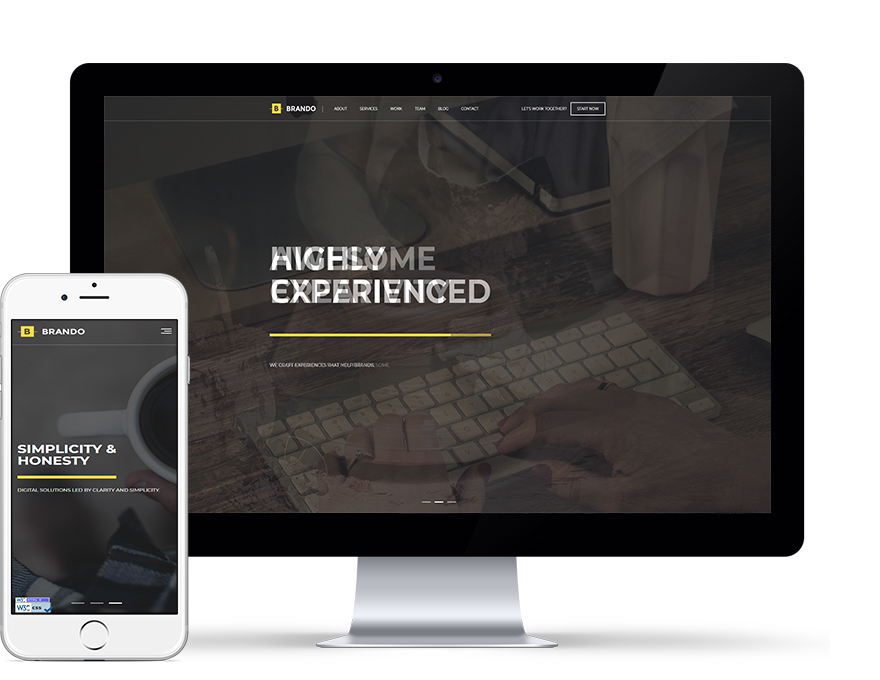 B BRANDO ABOUT SERVICES WORK TEAM BLOG CONTACT LET'S WORK TOGETHER? START NOW
HIGHLY
EXPERIENCED
WE CRAFT EXPERIENCES THAT HELP BRANDS.
B BRANDO
SIMPLICITY &
HONESTY
DIGITAL SOLUTIONS LED BY CLARITY AND SIMPLICITY.
W3C CSS